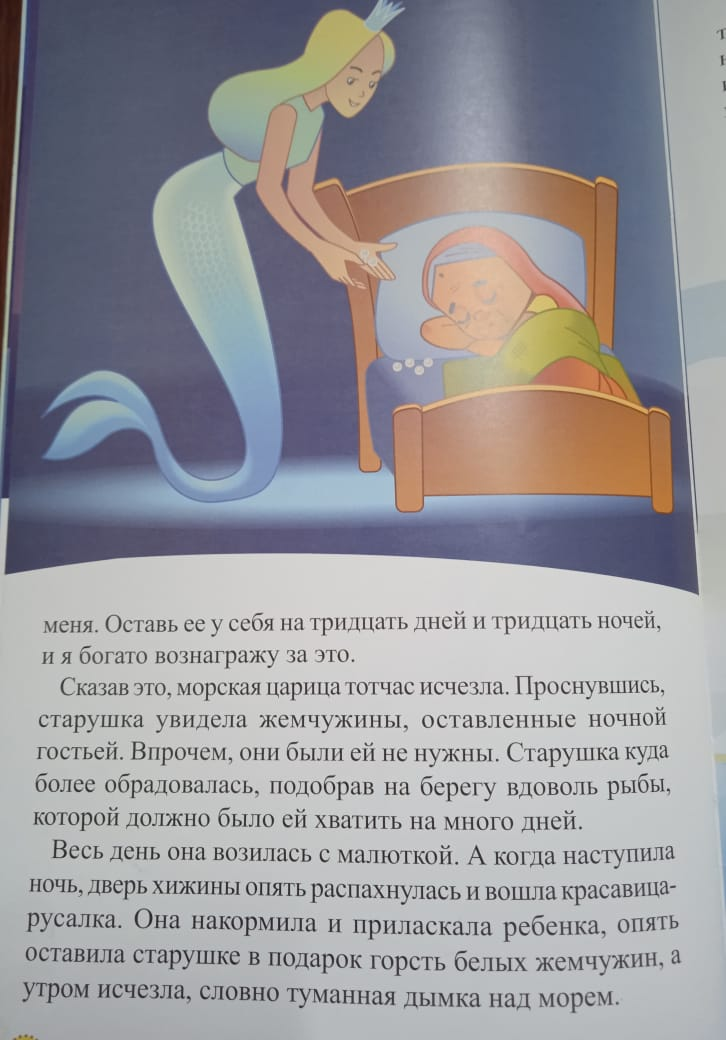 меня. Оставь ее у себя на тридцать дней и тридцать ночей,
и я богато вознагражу за это.
Сказав это, морская царица тотчас исчезла. Проснувшись,
старушка увидела жемчужины, оставленные ночной
гостьей. Впрочем, они были ей не нужны. Старушка куда
более обрадовалась, подобрав на берегу вдоволь рыбы,
которой должно было ей хватить на много дней.
Весь день она возилась с малюткой. А когда наступила
ночь, дверь хижины опять распахнулась и вошла красавица-
русалка. Она накормила и приласкала ребенка, опять
оставила старушке в подарок горсть белых жемчужин, а
утром исчезла, словно туманная дымка над морем.